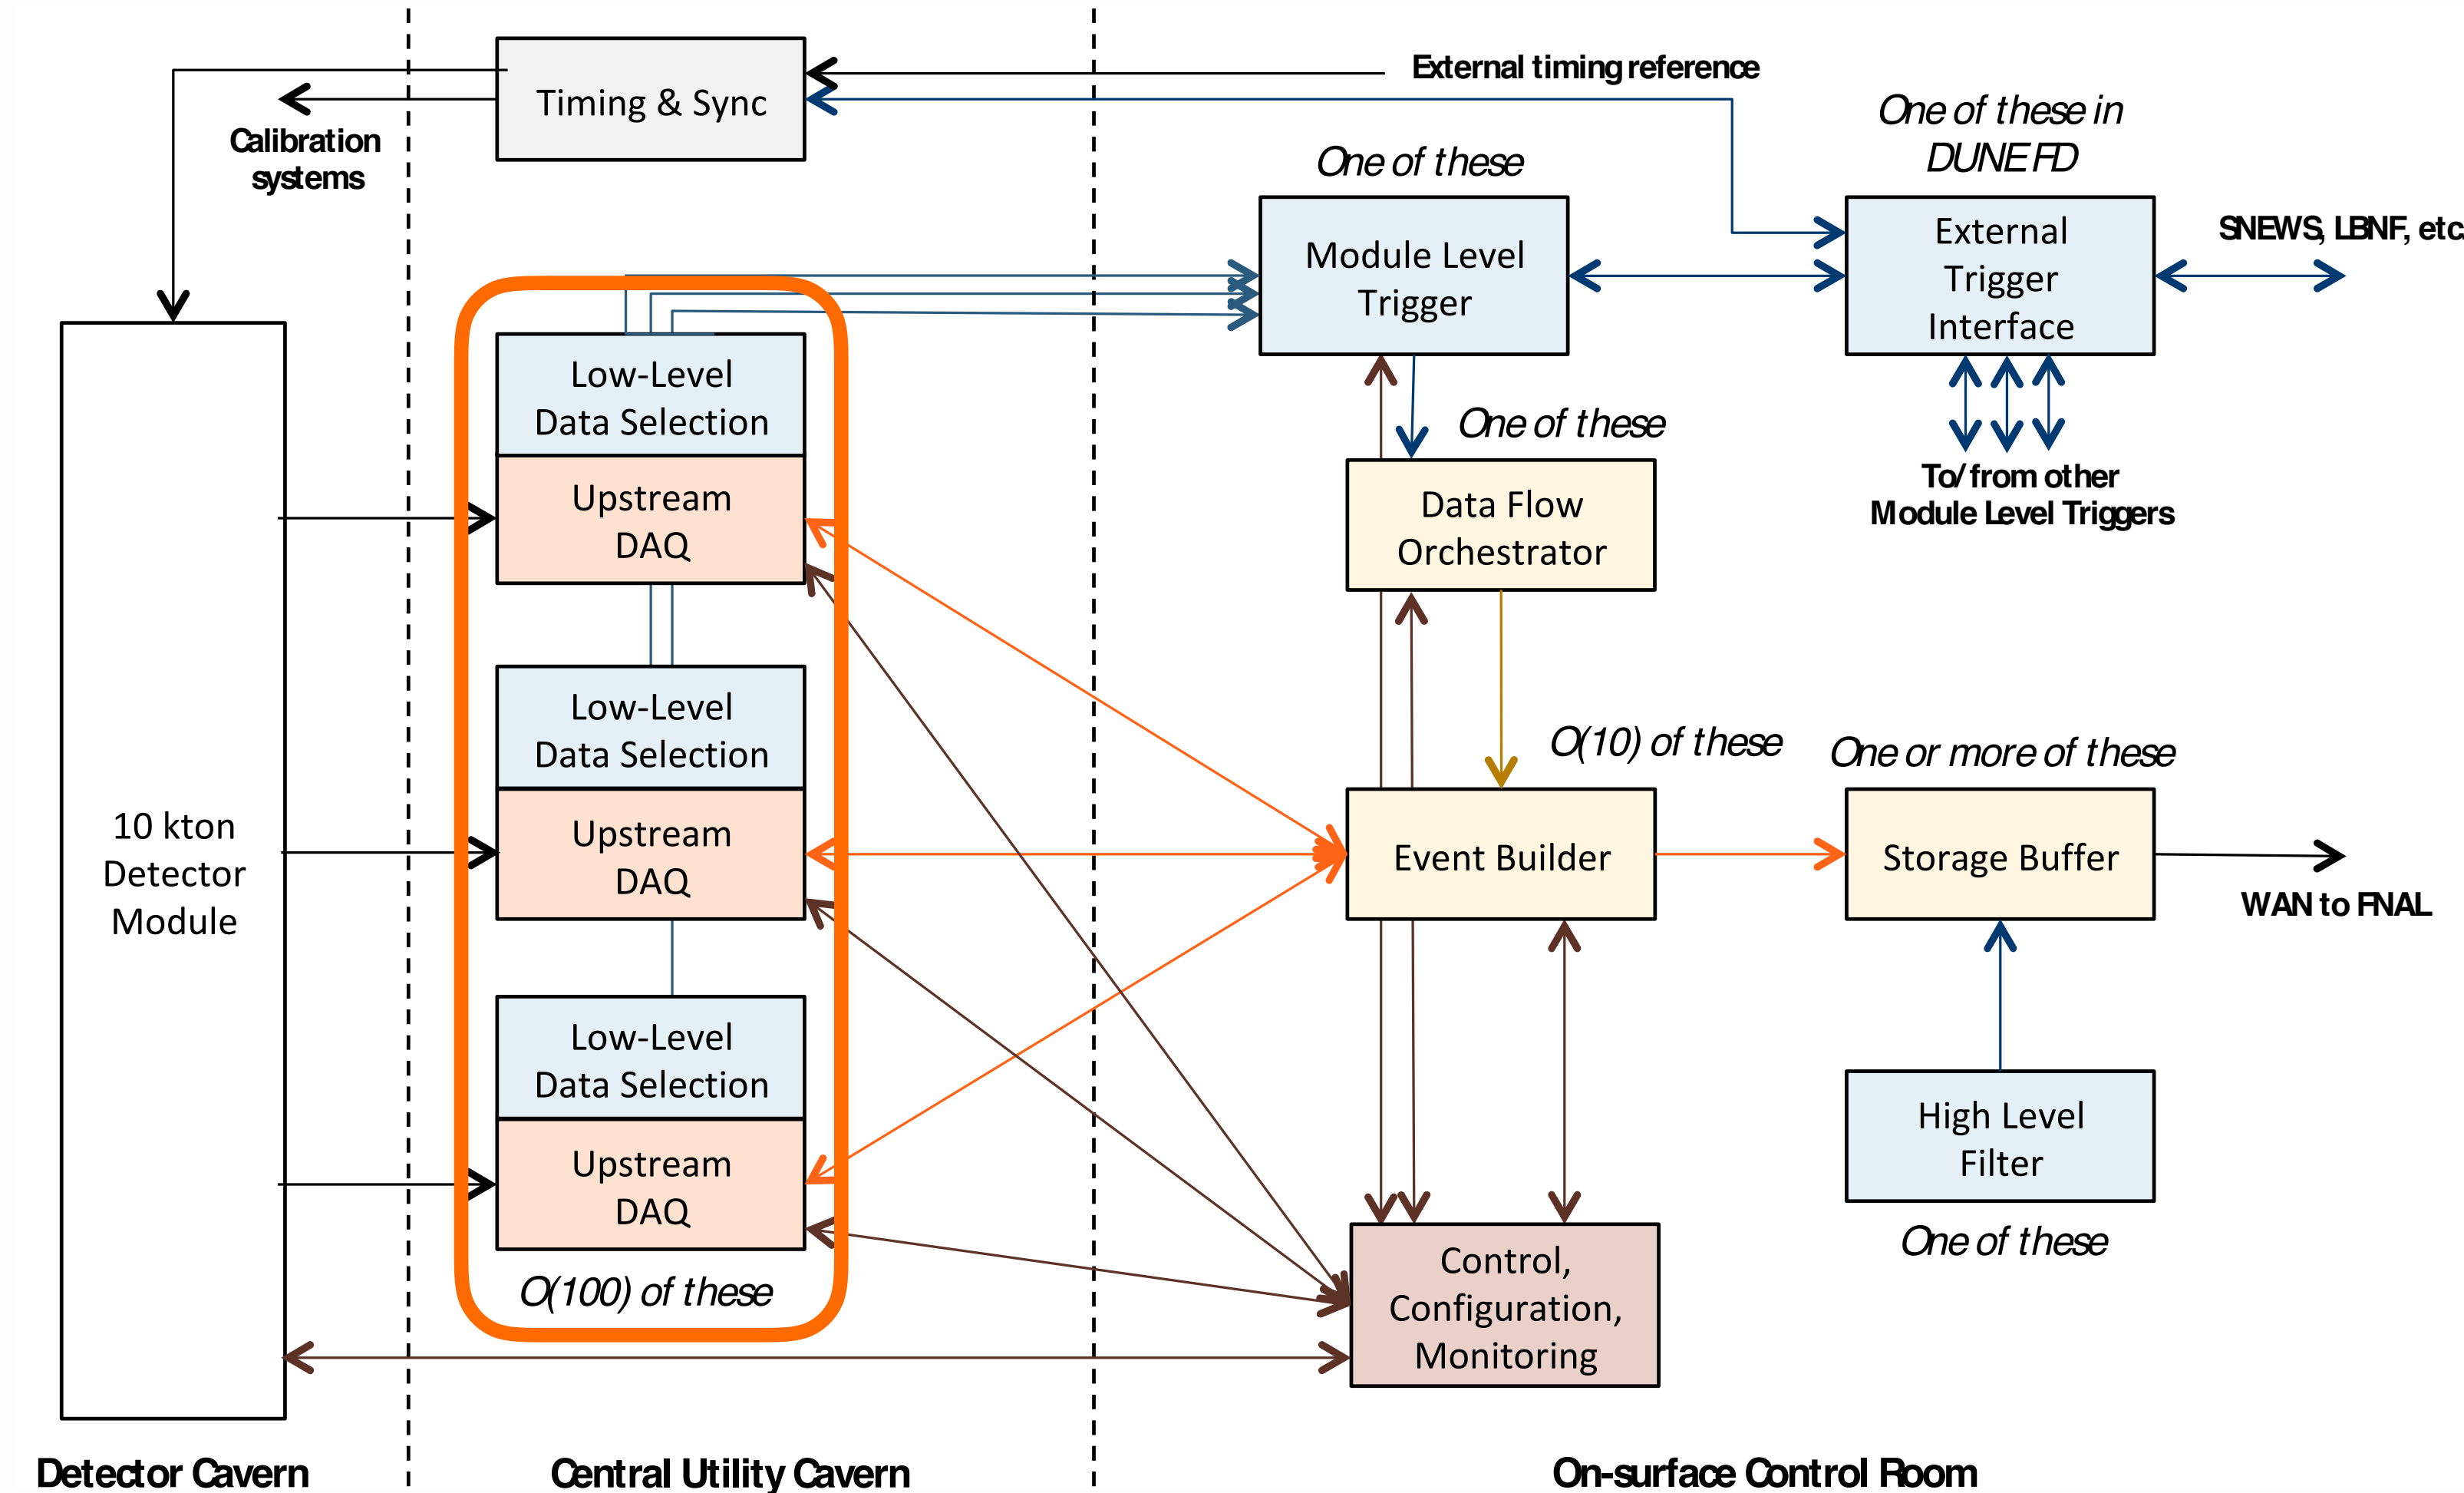 Timing & Sync
External timing reference
Calibration
systems
One of these
One of these in
DUNE FD
Module Level
Trigger
External
Trigger
Interface
SNEWS, LBNF, etc.
Low-Level
Data Selection
Upstream
DAQ
One of these
Data Flow
Orchestrator
To/from other
Module Level Triggers
Low-Level
Data Selection
Upstream
DAQ
10 kton
Detector
Module
O(10) of these
One or more of these
Event Builder
Storage Buffer
WAN to FNAL
Low-Level
Data Selection
Upstream
DAQ
O(100) of these
High Level
Filter
One of these
Control,
Configuration,
Monitoring
Detector Cavern
Central Utility Cavern
On-surface Control Room